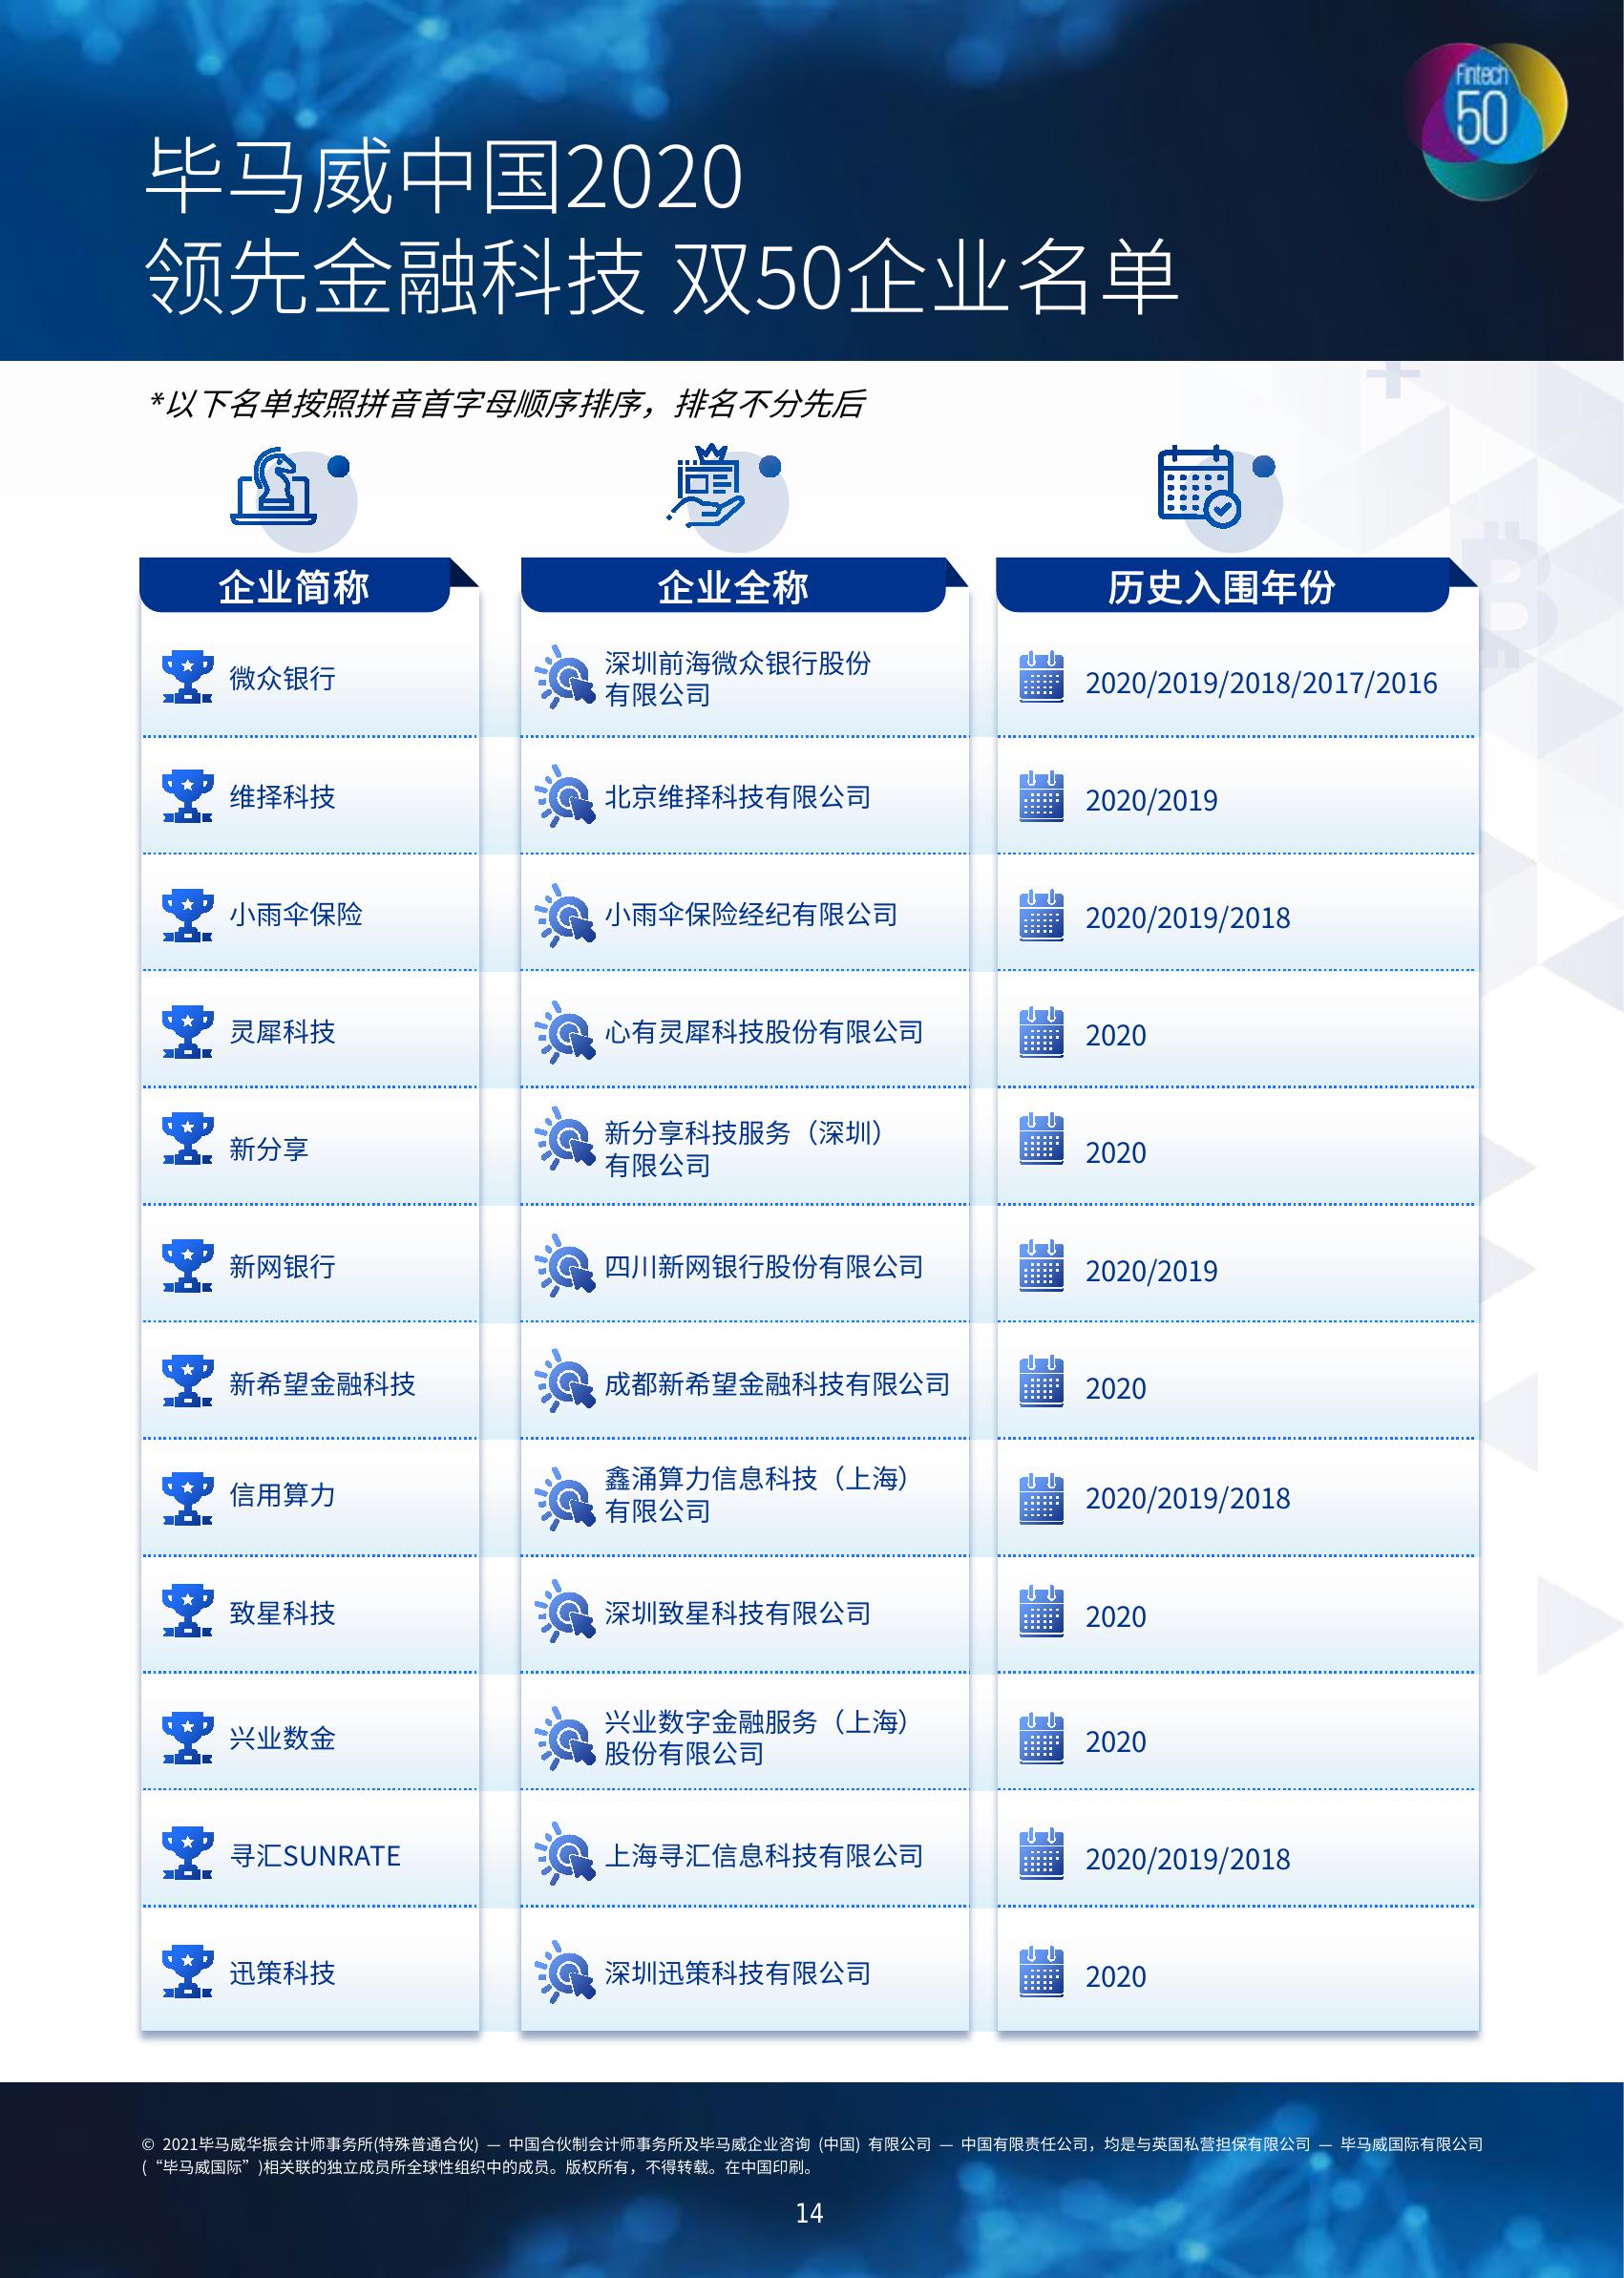 Fintech
50
毕马威中国2020
领先金融科技 双50企业名单
*以下名单按照拼音首字母顺序排序，排名不分先后
企业简称
企业全称
历史入围年份
微众银行
深圳前海微众银行股份
有限公司
2020/2019/2018/2017/2016
维择科技
北京维择科技有限公司
2020/2019
小雨伞保险
小雨伞保险经纪有限公司
2020/2019/2018
灵犀科技
心有灵犀科技股份有限公司
2020
新分享
新分享科技服务（深圳）
有限公司
2020
新网银行
四川新网银行股份有限公司
2020/2019
新希望金融科技
成都新希望金融科技有限公司
2020
信用算力
鑫涌算力信息科技（上海）
有限公司
2020/2019/2018
致星科技
深圳致星科技有限公司
2020
兴业数金
兴业数字金融服务（上海）
股份有限公司
2020
寻汇SUNRATE
上海寻汇信息科技有限公司
2020/2019/2018
迅策科技
深圳迅策科技有限公司
2020
© 2021毕马威华振会计师事务所(特殊普通合伙) — 中国合伙制会计师事务所及毕马威企业咨询 (中国) 有限公司 — 中国有限责任公司，均是与英国私营担保有限公司 — 毕马威国际有限公司
(“毕马威国际”)相关联的独立成员所全球性组织中的成员。版权所有，不得转载。在中国印刷。
14